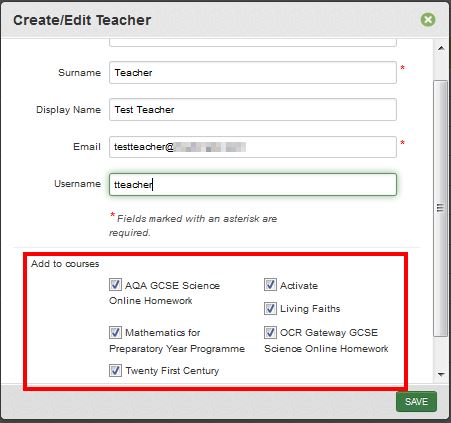 Create/Edit Teacher
Surname Teacher *
Display Name Test Teacher
Email testteacher@ *
Username tteacher
* Fields marked with an asterisk are
required.
Add to courses
AQA GCSE Science Activate
Online Homework
Living Faiths
Mathematics for OCR Gateway GCSE
Preparatory Year Programme Science Online Homework
Twenty First Century
SAVE